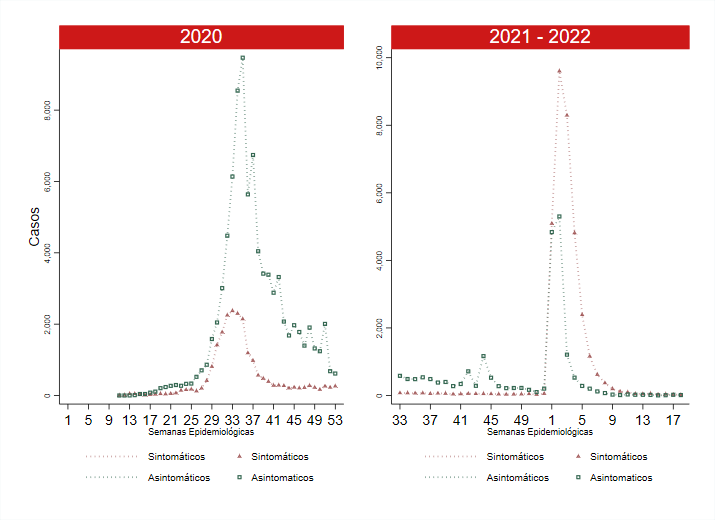 2020
2021 - 2022
Casos
8,000
6,000
4,000
2,000
0
10,000
8,000
6,000
4,000
2,000
0
1 5 9 13 17 21 25 29 33 37 41 45 49 53
33 37 41 45 49 1 5 9 13 17
Semanas Epidemiológicas
Semanas Epidemiológicas
Sintomáticos Sintomáticos
Asintomáticos Asintomaticos
Sintomáticos Sintomáticos
Asintomáticos Asintomaticos